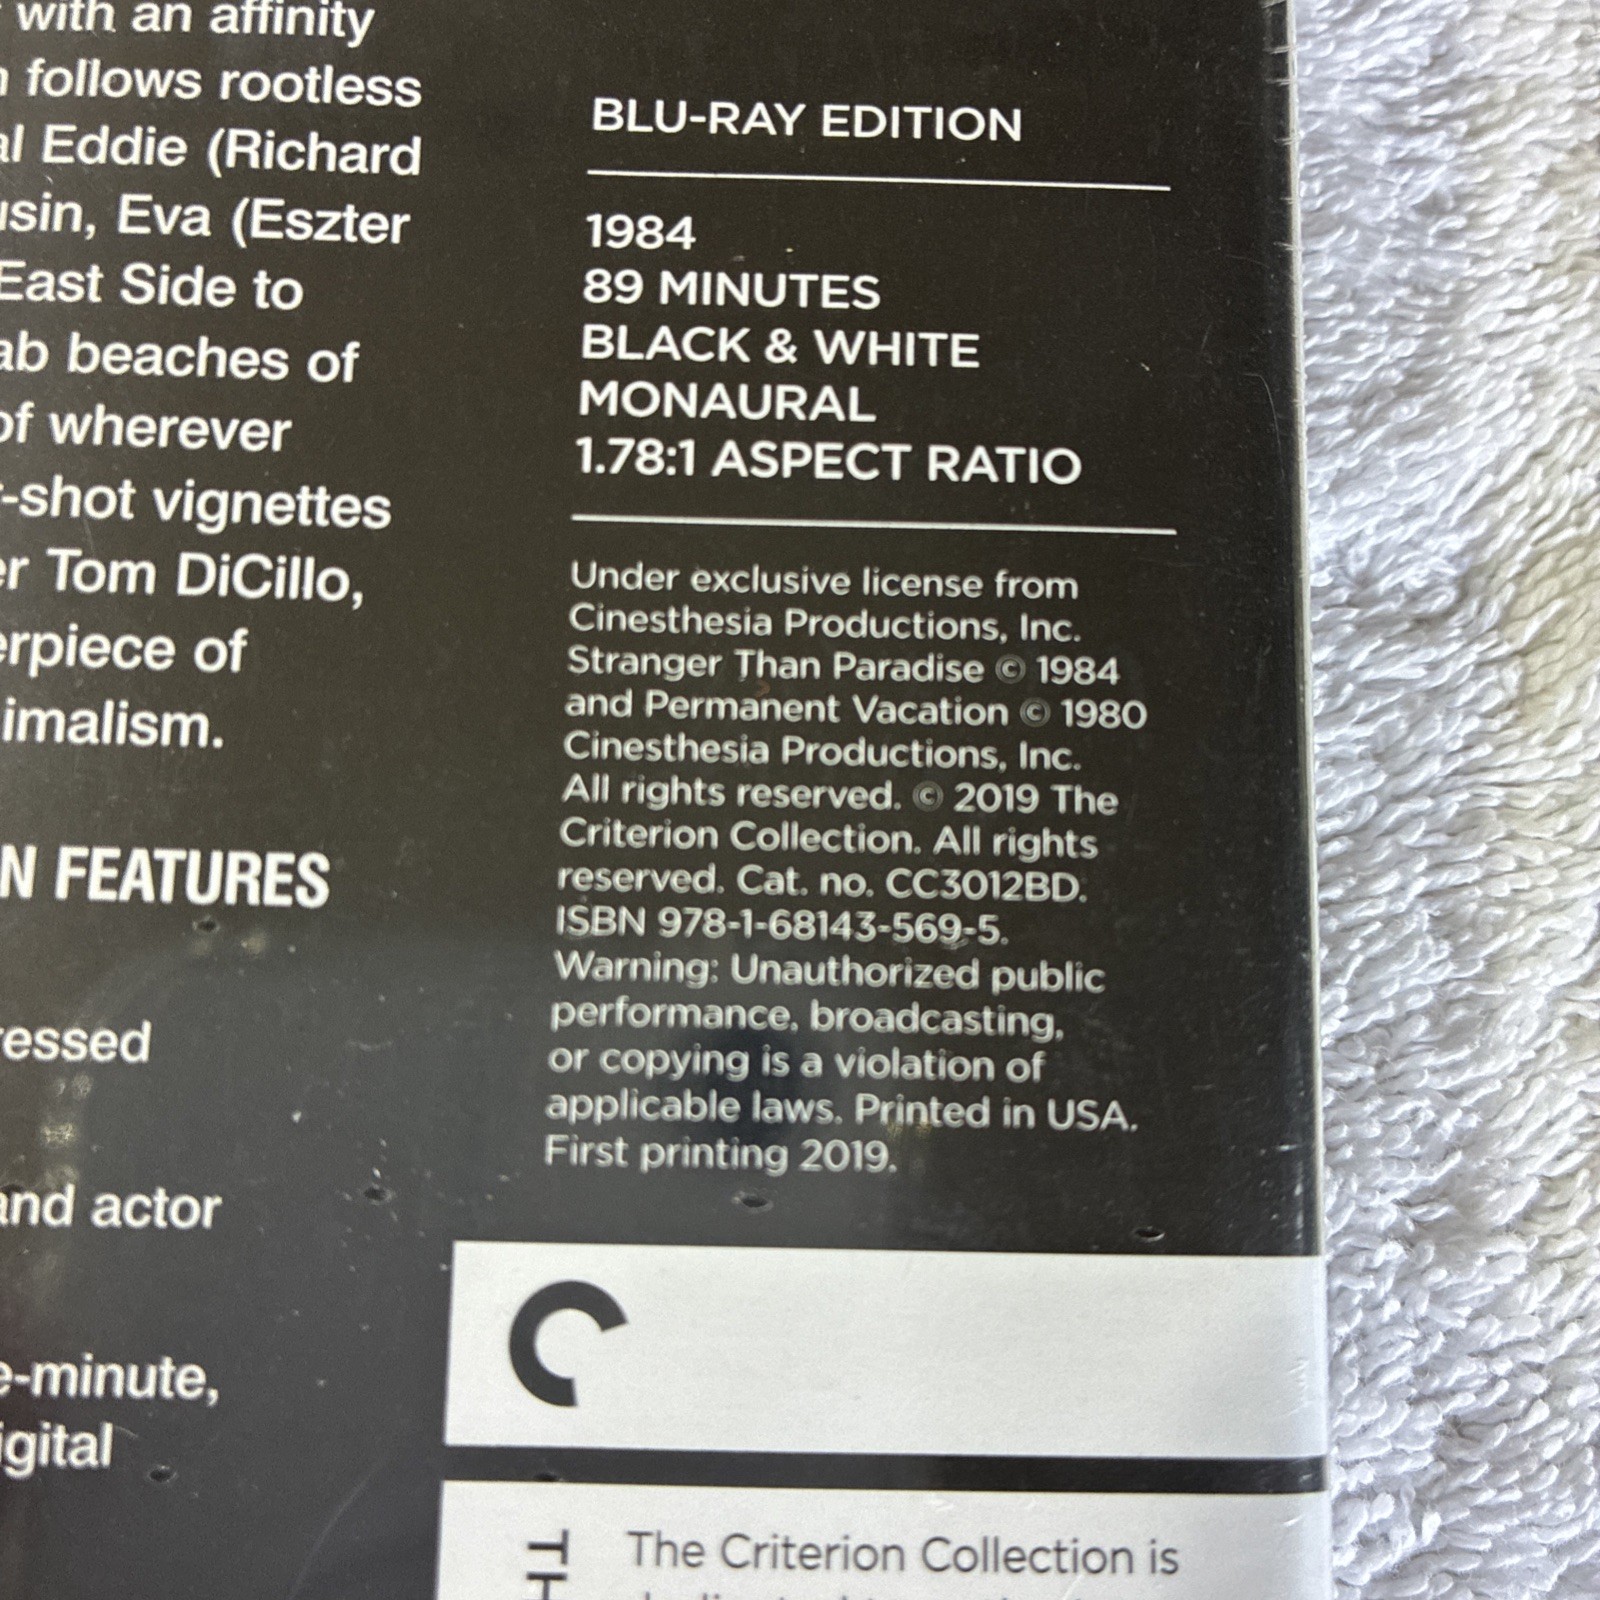 with an affinity
follows rootless
al Eddie (Richard
usin, Eva (Eszter
East Side to
ab beaches of
of wherever
-shot vignettes
er Tom DiCillo,
erpiece of
imalism.
N FEATURES
ressed
and actor
e-minute,
igital
BLU-RAY EDITION
1984
89 MINUTES
BLACK & WHITE
MONAURAL
1.78:1 ASPECT RATIO
Under exclusive license from
Cinesthesia Productions, Inc.
Stranger Than Paradise © 1984
and Permanent Vacation © 1980
Cinesthesia Productions, Inc.
All rights reserved. © 2019 The
Criterion Collection. All rights
reserved. Cat. no. CC3012BD.
ISBN 978-1-68143-569-5.
Warning: Unauthorized public
performance, broadcasting,
or copying is a violation of
applicable laws. Printed in USA.
First printing 2019.
TH
The Criterion Collection is